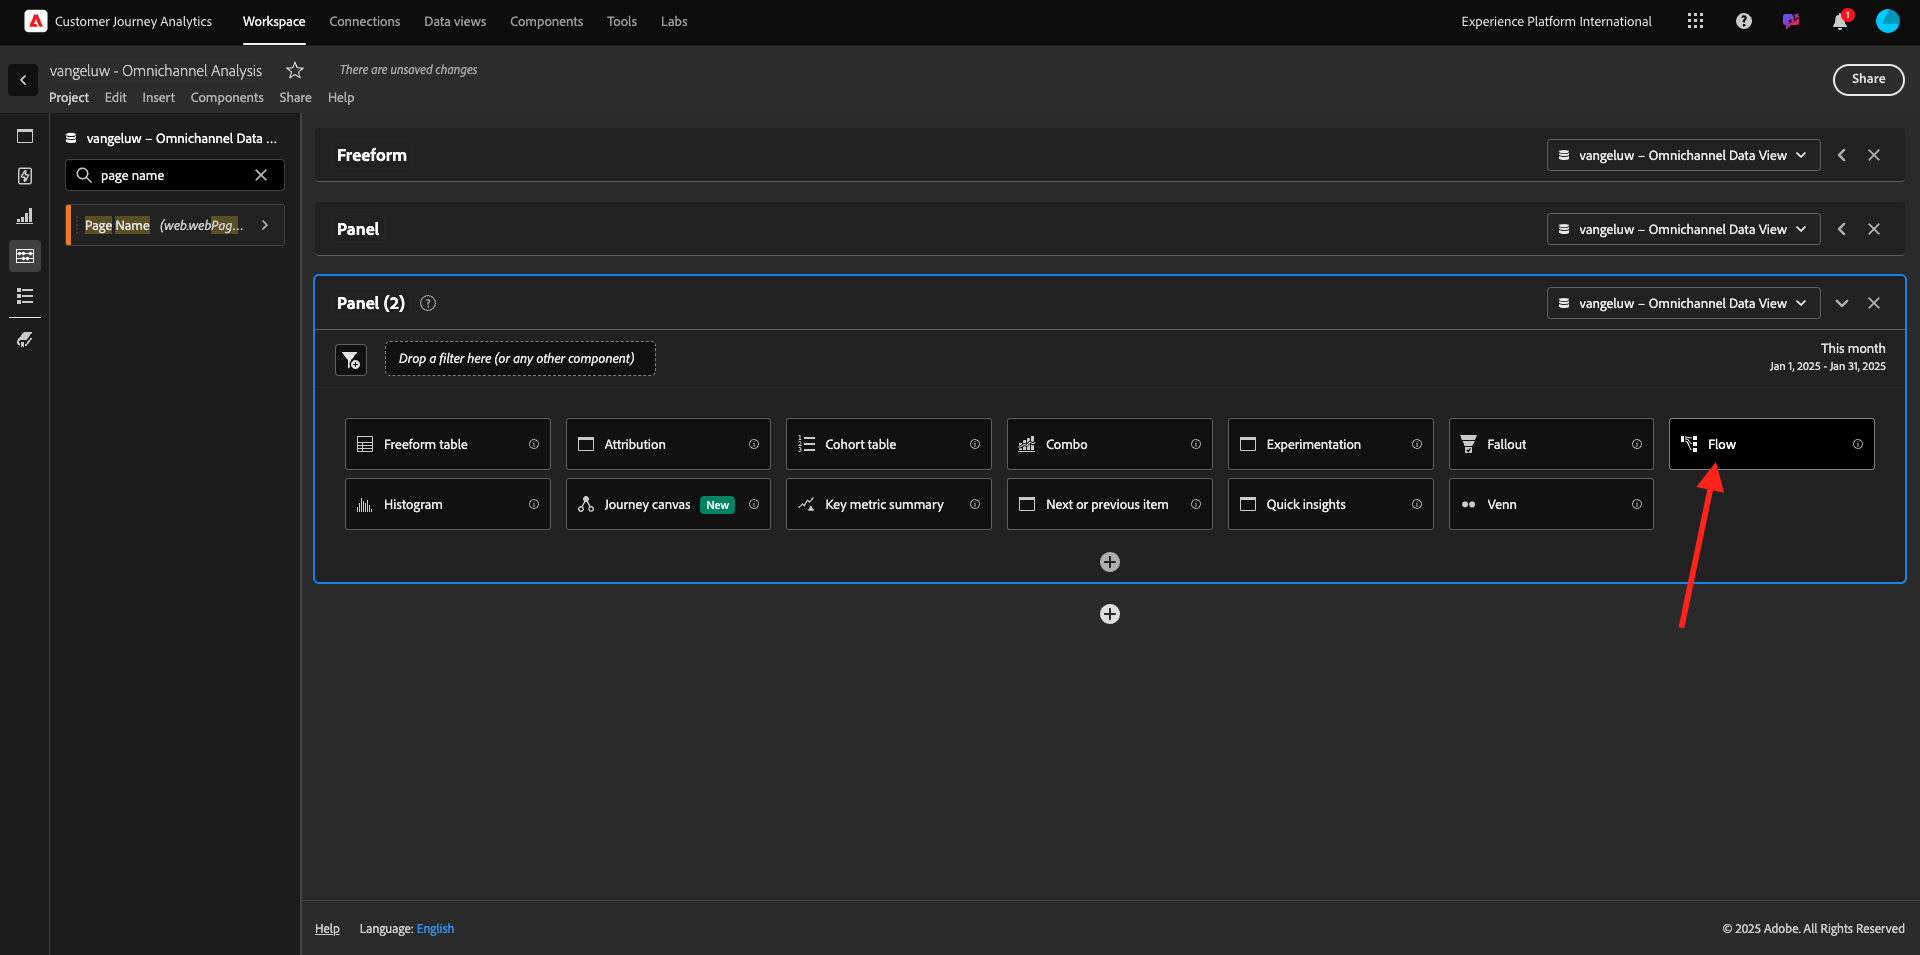 Customer Journey Analytics
Workspace
Connections
Data views
Components
Tools
Labs
Experience Platform International
1
vangeluw - Omnichannel Analysis
There are unsaved changes
Project
Edit
Insert
Components
Share
Help
Share
vangeluw – Omnichannel Data ...
page name
Page Name (web.webPag...
Freeform
vangeluw – Omnichannel Data View
Panel
vangeluw – Omnichannel Data View
Panel (2)
vangeluw – Omnichannel Data View
Drop a filter here (or any other component)
This month
Jan 1, 2025 - Jan 31, 2025
Freeform table
Attribution
Cohort table
Combo
Experimentation
Fallout
Flow
Histogram
Journey canvas New
Key metric summary
Next or previous item
Quick insights
Venn
Help
Language: English
© 2025 Adobe. All Rights Reserved